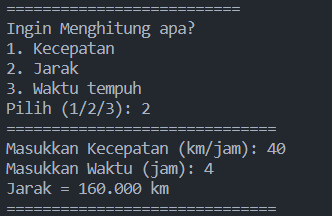 ==========================
Ingin Menghitung apa?
1. Kecepatan
2. Jarak
3. Waktu tempuh
Pilih (1/2/3): 2
==============================
Masukkan Kecepatan (km/jam): 40
Masukkan Waktu (jam): 4
Jarak = 160.000 km
==============================